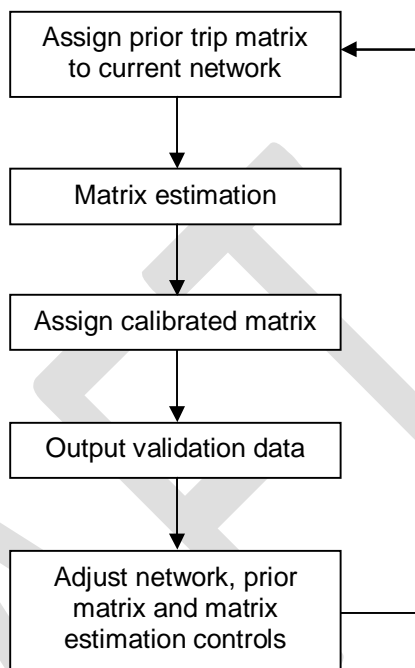 Assign prior trip matrix
to current network
Matrix estimation
Assign calibrated matrix
Output validation data
Adjust network, prior
matrix and matrix
estimation controls